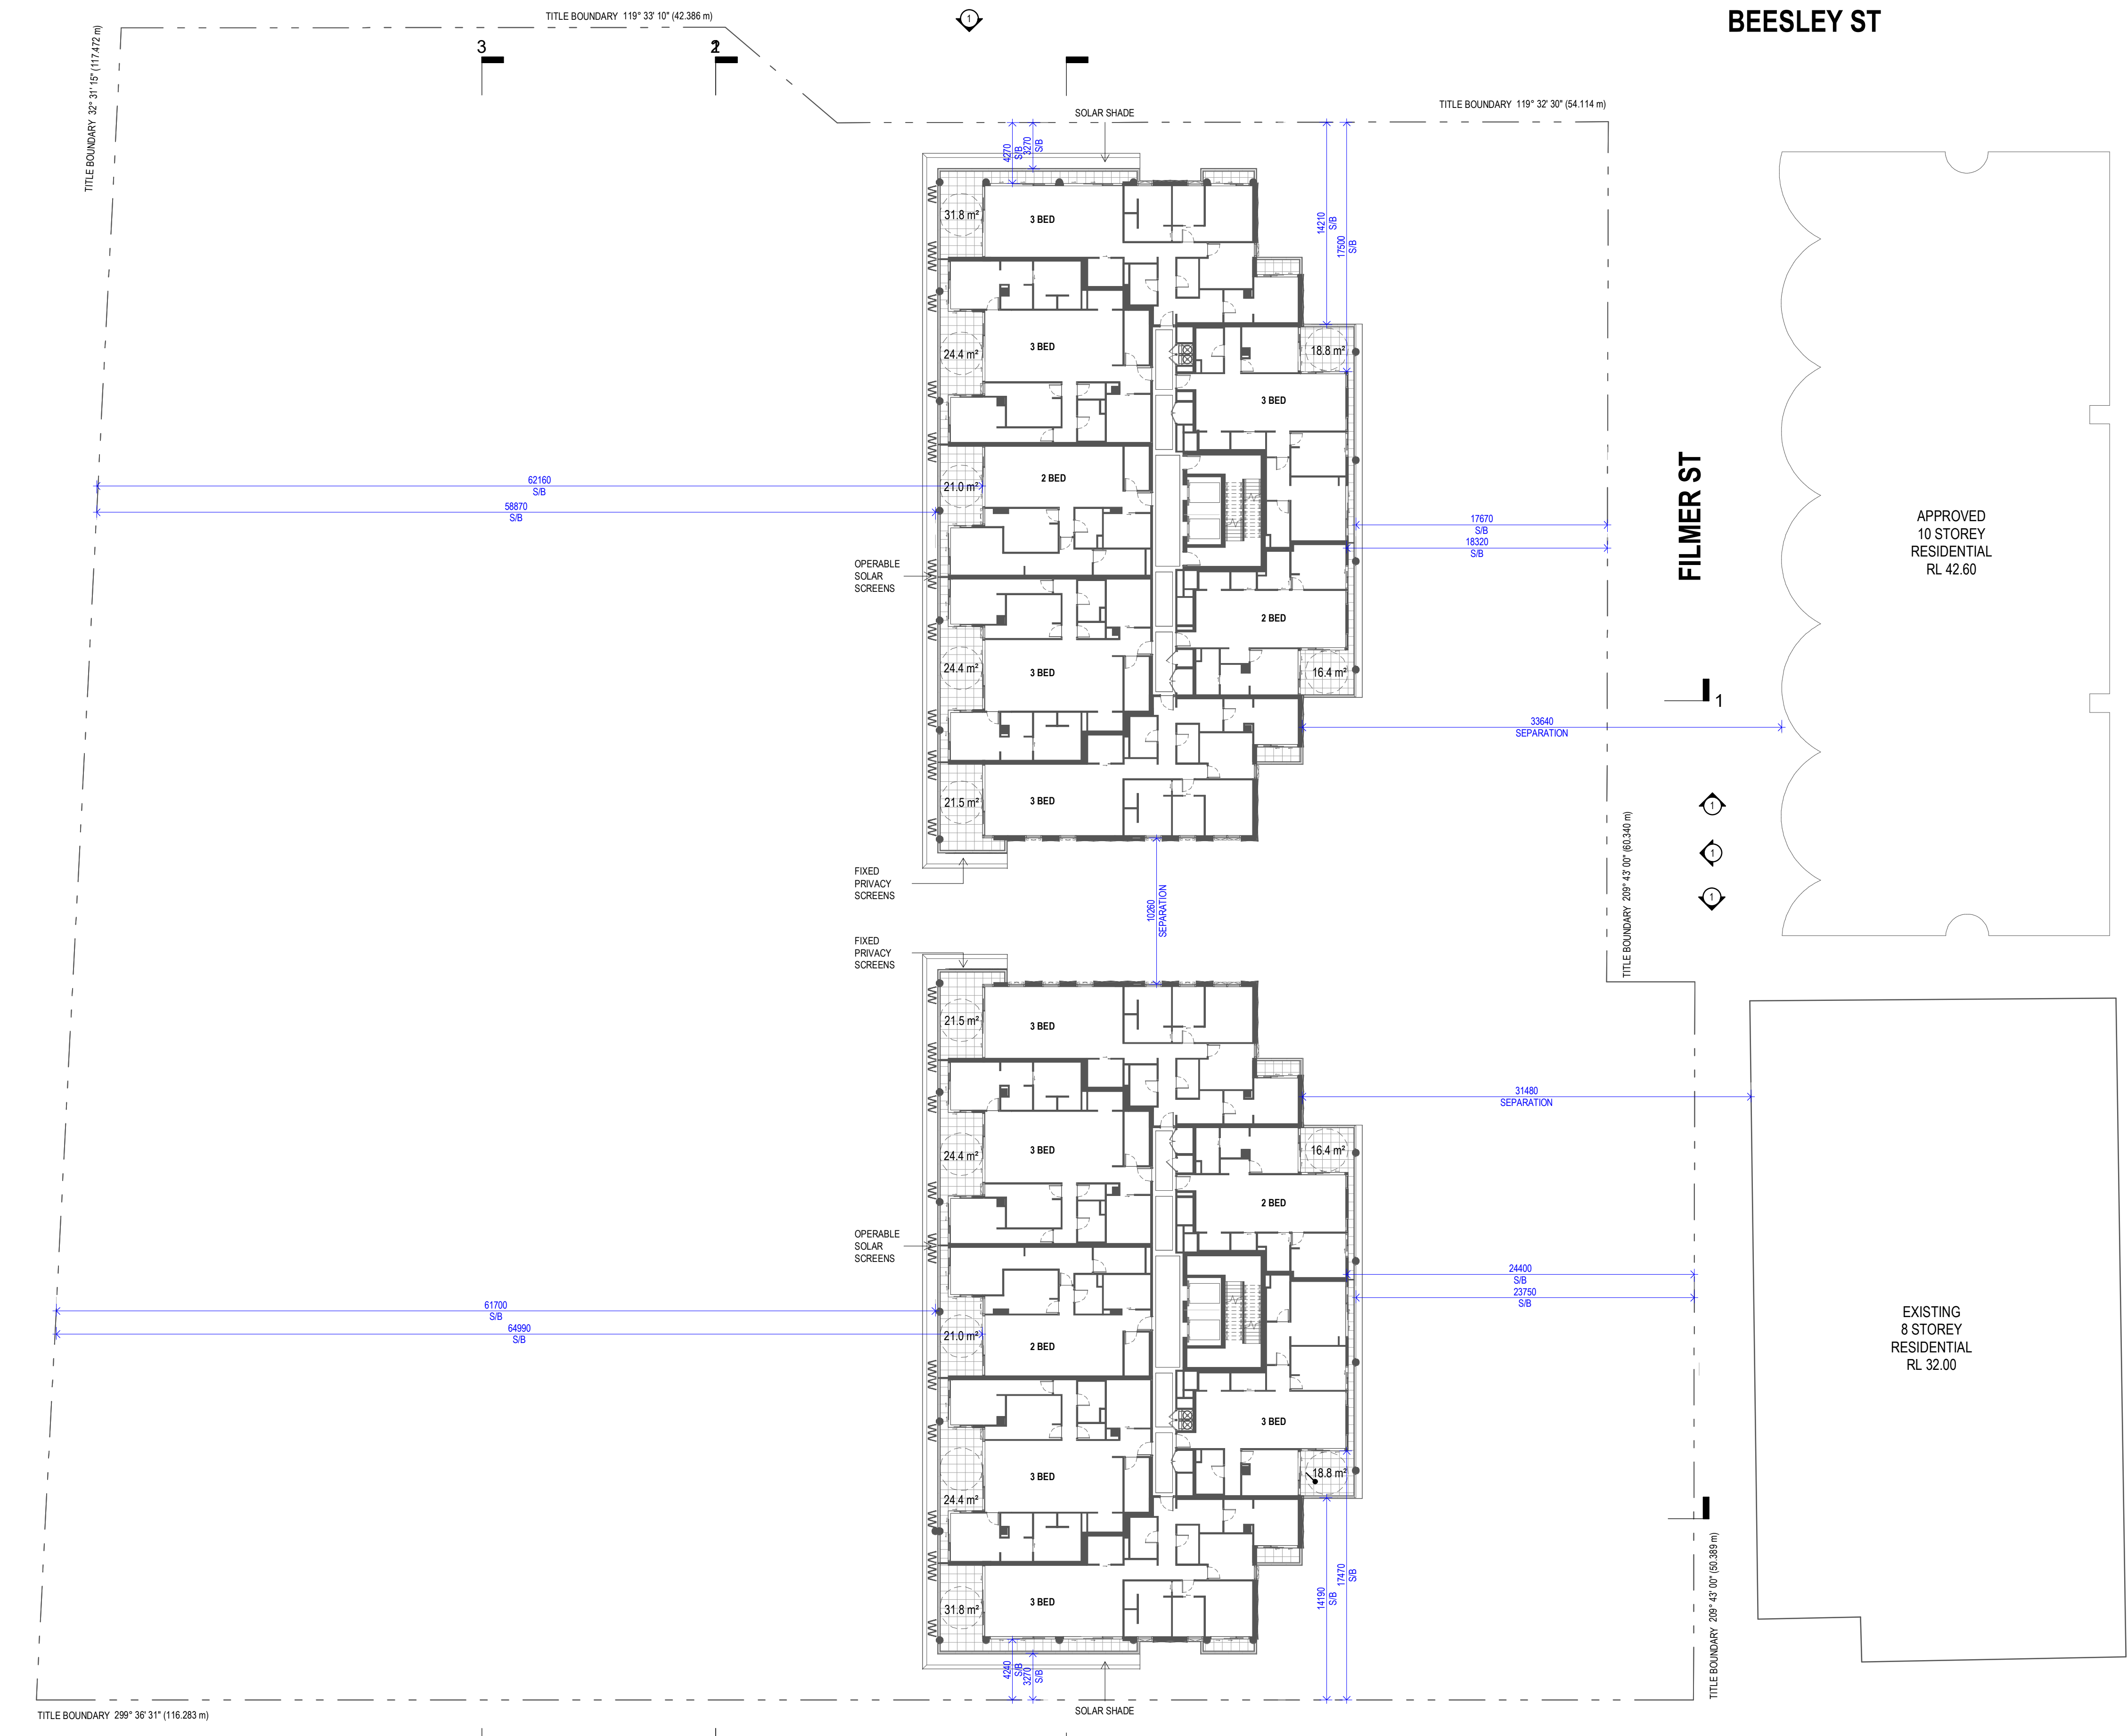 BEESLEY ST
TITLE BOUNDARY 119° 33' 10" (42.386 m)
1
TITLE BOUNDARY 32° 31' 15" (117.472 m)
3
TITLE BOUNDARY 119° 32' 30" (54.114 m)
SOLAR SHADE
4270
S/B
3270
S/B
14210
S/B
17500
S/B
31.8 m²
3 BED
24.4 m²
3 BED
18.8 m²
3 BED
62160
S/B
21.0 m²
2 BED
58870
S/B
FILMER ST
APPROVED
10 STOREY
RESIDENTIAL
RL 42.60
17670
S/B
18320
S/B
OPERABLE
SOLAR
SCREENS
2 BED
24.4 m²
3 BED
16.4 m²
1
33640
SEPARATION
21.5 m²
3 BED
1
1
1
TITLE BOUNDARY 209° 43' 00" (60.340 m)
FIXED
PRIVACY
SCREENS
10260
SEPARATION
FIXED
PRIVACY
SCREENS
21.5 m²
3 BED
31480
SEPARATION
24.4 m²
3 BED
16.4 m²
2 BED
OPERABLE
SOLAR
SCREENS
24400
S/B
23750
S/B
61700
S/B
64990
S/B
21.0 m²
2 BED
EXISTING
8 STOREY
RESIDENTIAL
RL 32.00
3 BED
24.4 m²
3 BED
18.8 m²
31.8 m²
3 BED
14190
S/B
17470
S/B
TITLE BOUNDARY 209° 43' 00" (50.389 m)
4240
S/B
3270
S/B
SOLAR SHADE
TITLE BOUNDARY 299° 36' 31" (116.283 m)